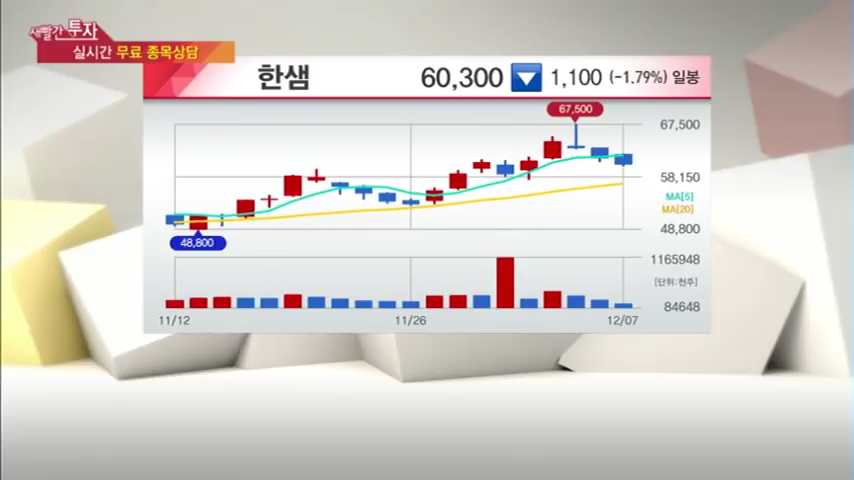 새빨간 투자
실시간 무료 종목상담
한샘 60,300 ▼ 1,100 (-1.79%) 일봉
67,500
67,500
58,150
MA[5]
MA[20]
48,800
48,800
1165948
[단위:천주]
84648
11/12 11/26 12/07